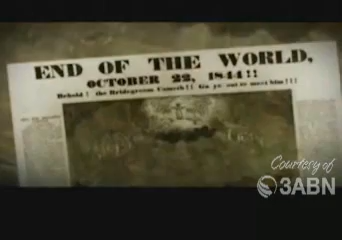 END OF THE WORLD,
OCTOBER 22, 1844!!
Behold! the Bridegroom Cometh!! Go ye out to meet him!!!
Courtesy of
3ABN